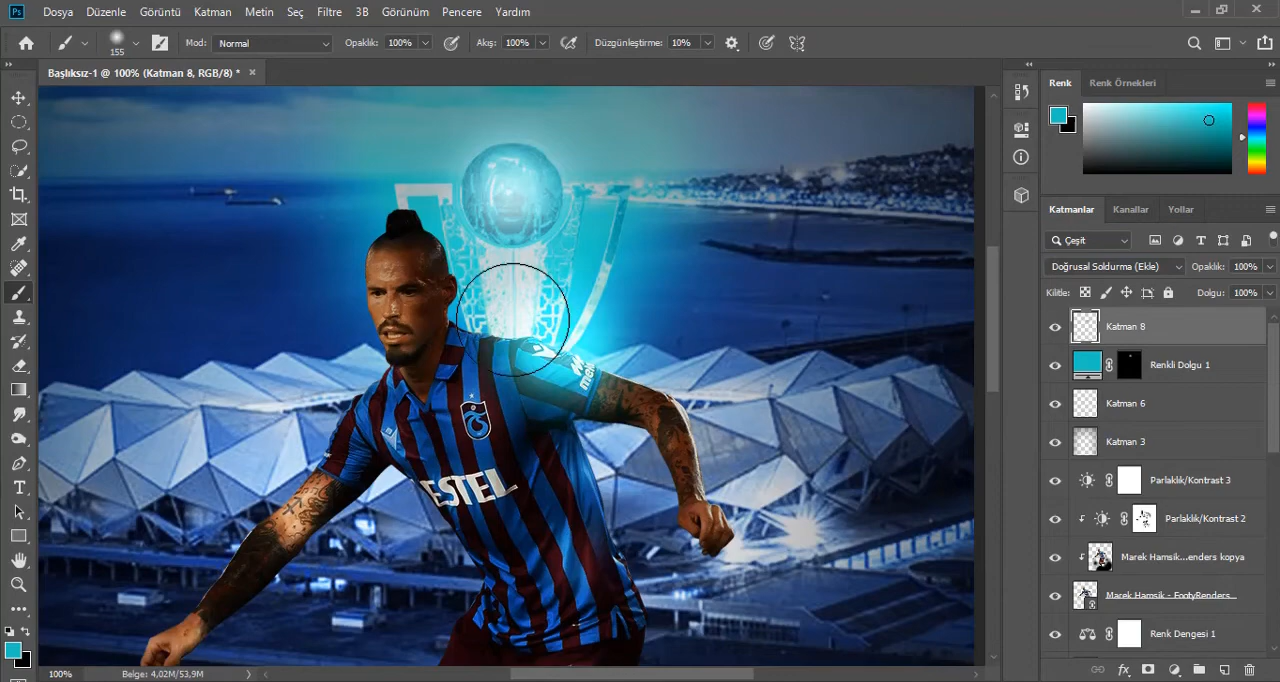 Ps Dosya Düzenle Görüntü Katman Metin Seç Filtre 3B Görünüm Pencere Yardım
155 Mod: Normal Opaklık: 100% Akış: 100% Düzgünleştirme: 10%
Başlıksız-1 @ 100% (Katman 8, RGB/8) *
Renk Renk Örnekleri
Katmanlar Kanallar Yollar
Çeşit
Doğrusal Soldurma (Ekle) Opaklık: 100%
Kilitle: Dolgu: 100%
Katman 8
Renkli Dolgu 1
Katman 6
Katman 3
Parlaklık/Kontrast 3
Parlaklık/Kontrast 2
Marek Hamsik...enders kopya
Marek Hamsik - FootyRenders...
Renk Dengesi 1
ESTEL
100% Belge: 4,02M/53,9M